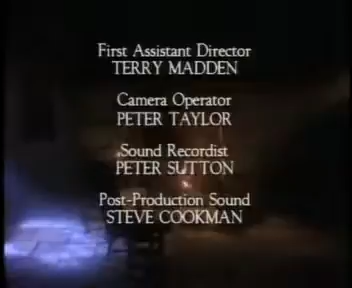 First Assistant Director
TERRY MADDEN
Camera Operator
PETER TAYLOR
Sound Recordist
PETER SUTTON
Post-Production Sound
STEVE COOKMAN